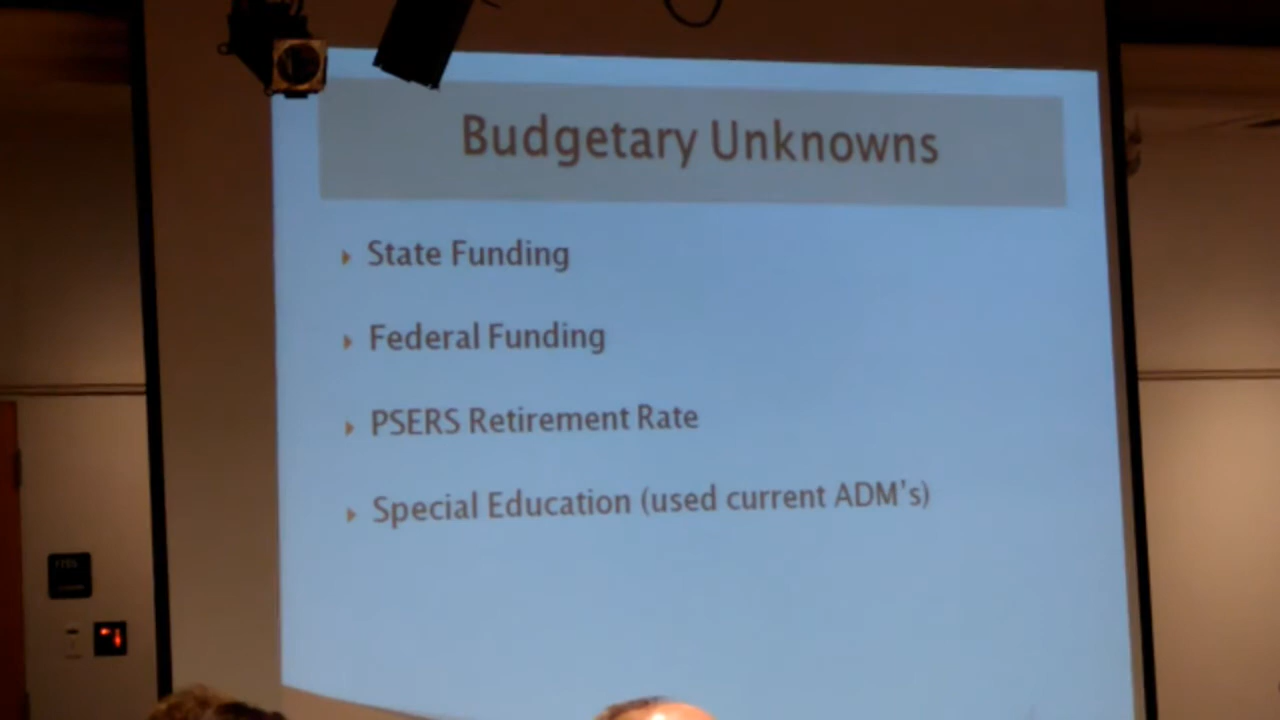 Budgetary Unknowns
State Funding
Federal Funding
PSERS Retirement Rate
Special Education (used current ADM's)